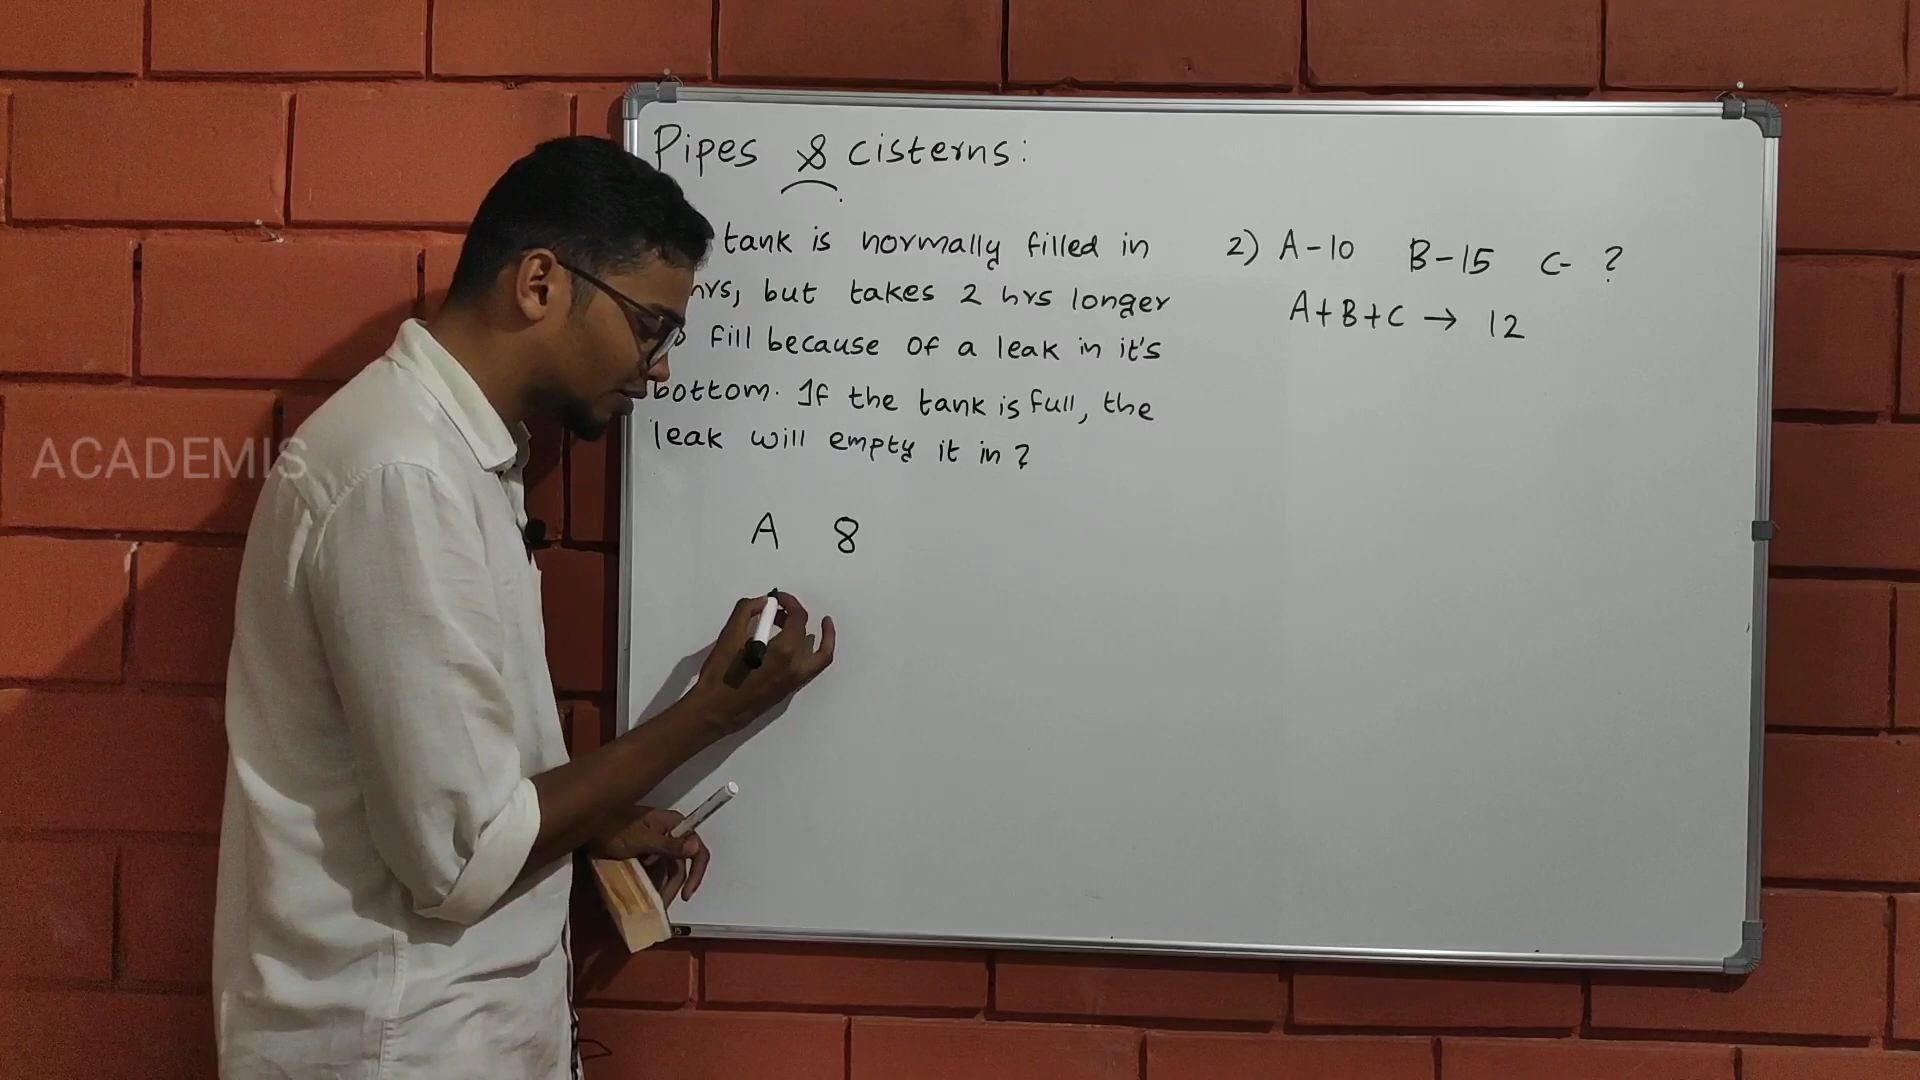 Pipes & cisterns:
tank is normally filled in
hrs, but takes 2 hrs longer
fill because of a leak in it's
bottom. If the tank is full, the
leak will empty it in?
A 8
2) A-10 B-15 C- ?
A+B+C → 12
ACADEMIS